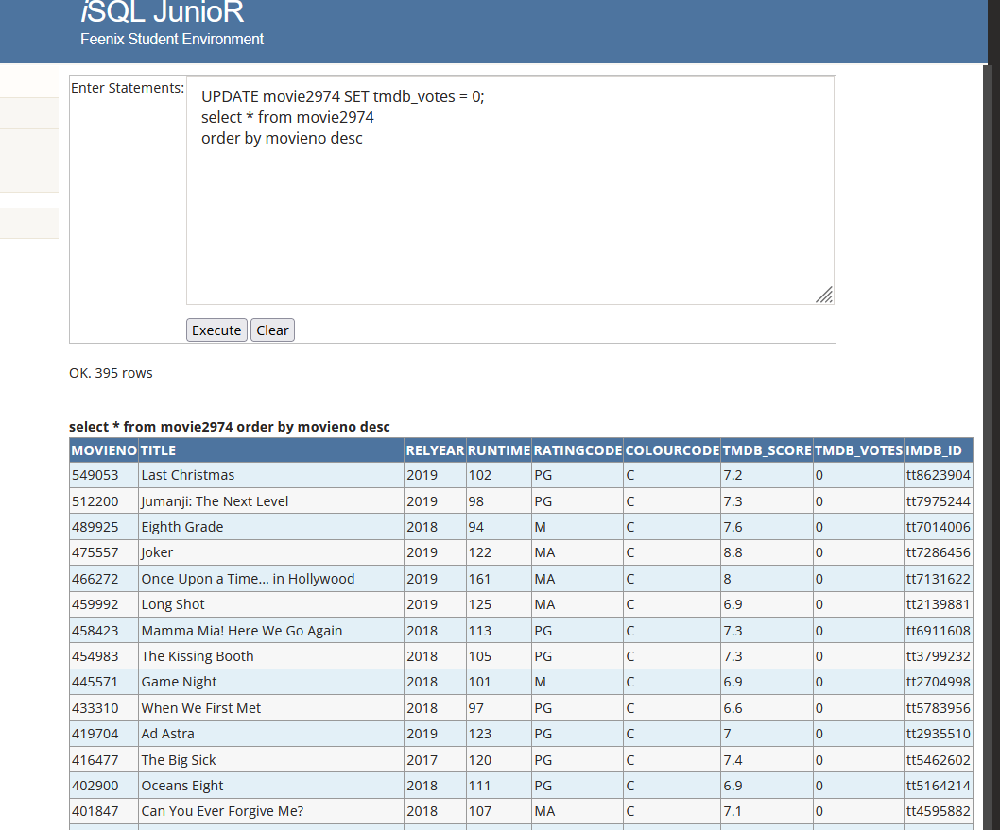 iSQL JunioR
Feenix Student Environment
Enter Statements:
UPDATE movie2974 SET tmdb_votes = 0;
select * from movie2974
order by movieno desc
Execute Clear
OK. 395 rows
select * from movie2974 order by movieno desc
MOVIENO TITLE RELYEAR RUNTIME RATINGCODE COLOURCODE TMDB_SCORE TMDB_VOTES IMDB_ID
549053 Last Christmas 2019 102 PG C 7.2 0 tt8623904
512200 Jumanji: The Next Level 2019 98 PG C 7.3 0 tt7975244
489925 Eighth Grade 2018 94 M C 7.6 0 tt7014006
475557 Joker 2019 122 MA C 8.8 0 tt7286456
466272 Once Upon a Time... in Hollywood 2019 161 MA C 8 0 tt7131622
459992 Long Shot 2019 125 MA C 6.9 0 tt2139881
458423 Mamma Mia! Here We Go Again 2018 113 PG C 7.3 0 tt6911608
454983 The Kissing Booth 2018 105 PG C 7.3 0 tt3799232
445571 Game Night 2018 101 M C 6.9 0 tt2704998
433310 When We First Met 2018 97 PG C 6.6 0 tt5783956
419704 Ad Astra 2019 123 PG C 7 0 tt2935510
416477 The Big Sick 2017 120 PG C 7.4 0 tt5462602
402900 Oceans Eight 2018 111 PG C 6.9 0 tt5164214
401847 Can You Ever Forgive Me? 2018 107 MA C 7.1 0 tt4595882